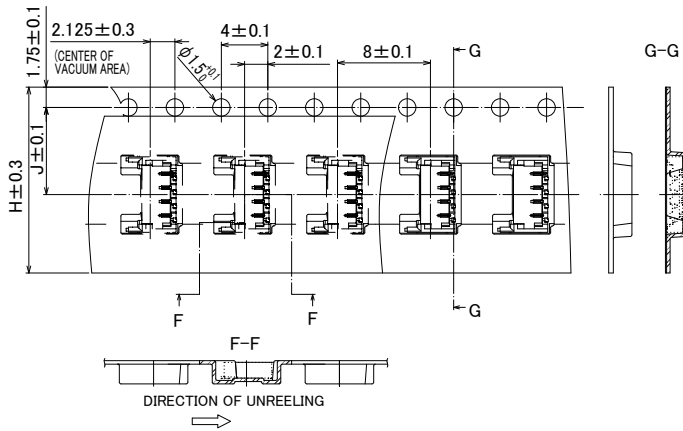 2.125±0.3
(CENTER OF
VACUUM AREA)
1.75±0.1
φ1.5 +0.1 0
4±0.1
2±0.1
8±0.1
G
G-G
H±0.3
J±0.1
F
F
G
F-F
DIRECTION OF UNREELING